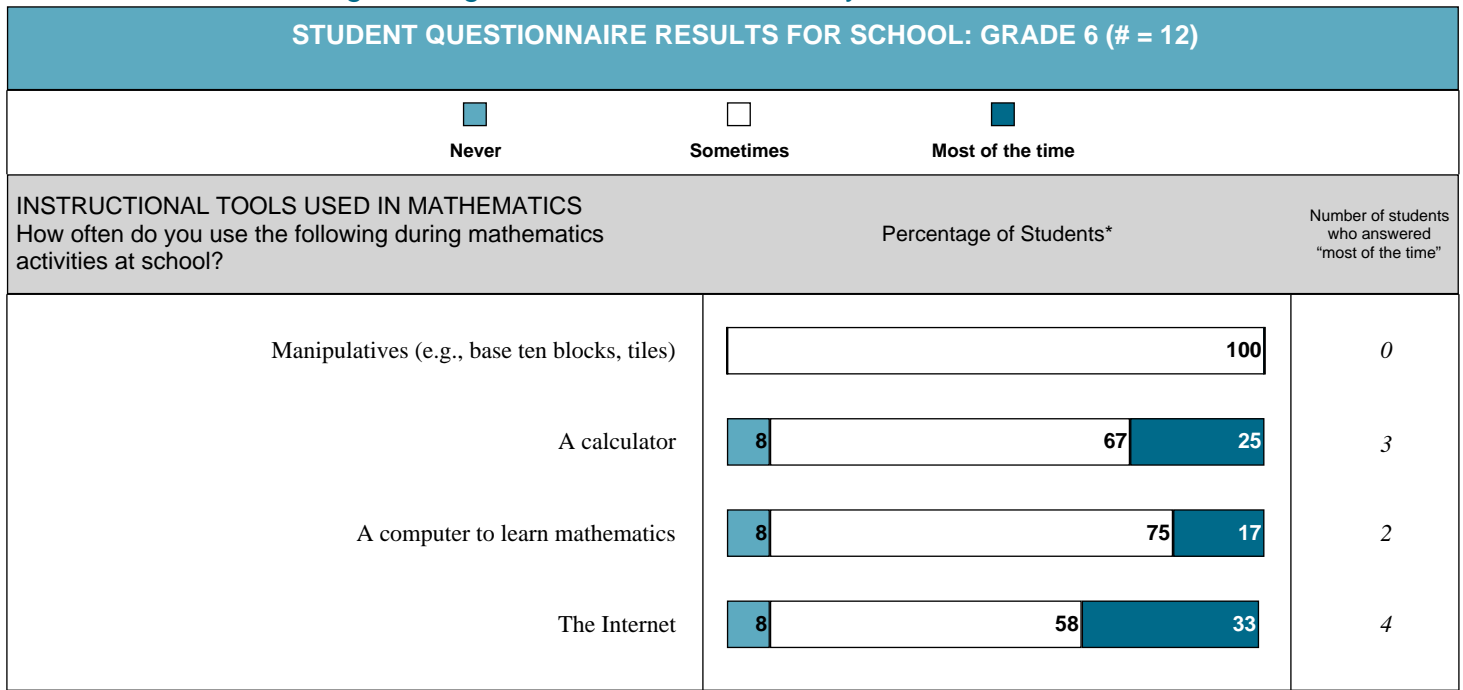 STUDENT QUESTIONNAIRE RESULTS FOR SCHOOL: GRADE 6 (# = 12)
Never Sometimes Most of the time
INSTRUCTIONAL TOOLS USED IN MATHEMATICS
How often do you use the following during mathematics
activities at school?
Percentage of Students*
Number of students
who answered
“most of the time”
Manipulatives (e.g., base ten blocks, tiles) 100 0
A calculator 8 67 25 3
A computer to learn mathematics 8 75 17 2
The Internet 8 58 33 4